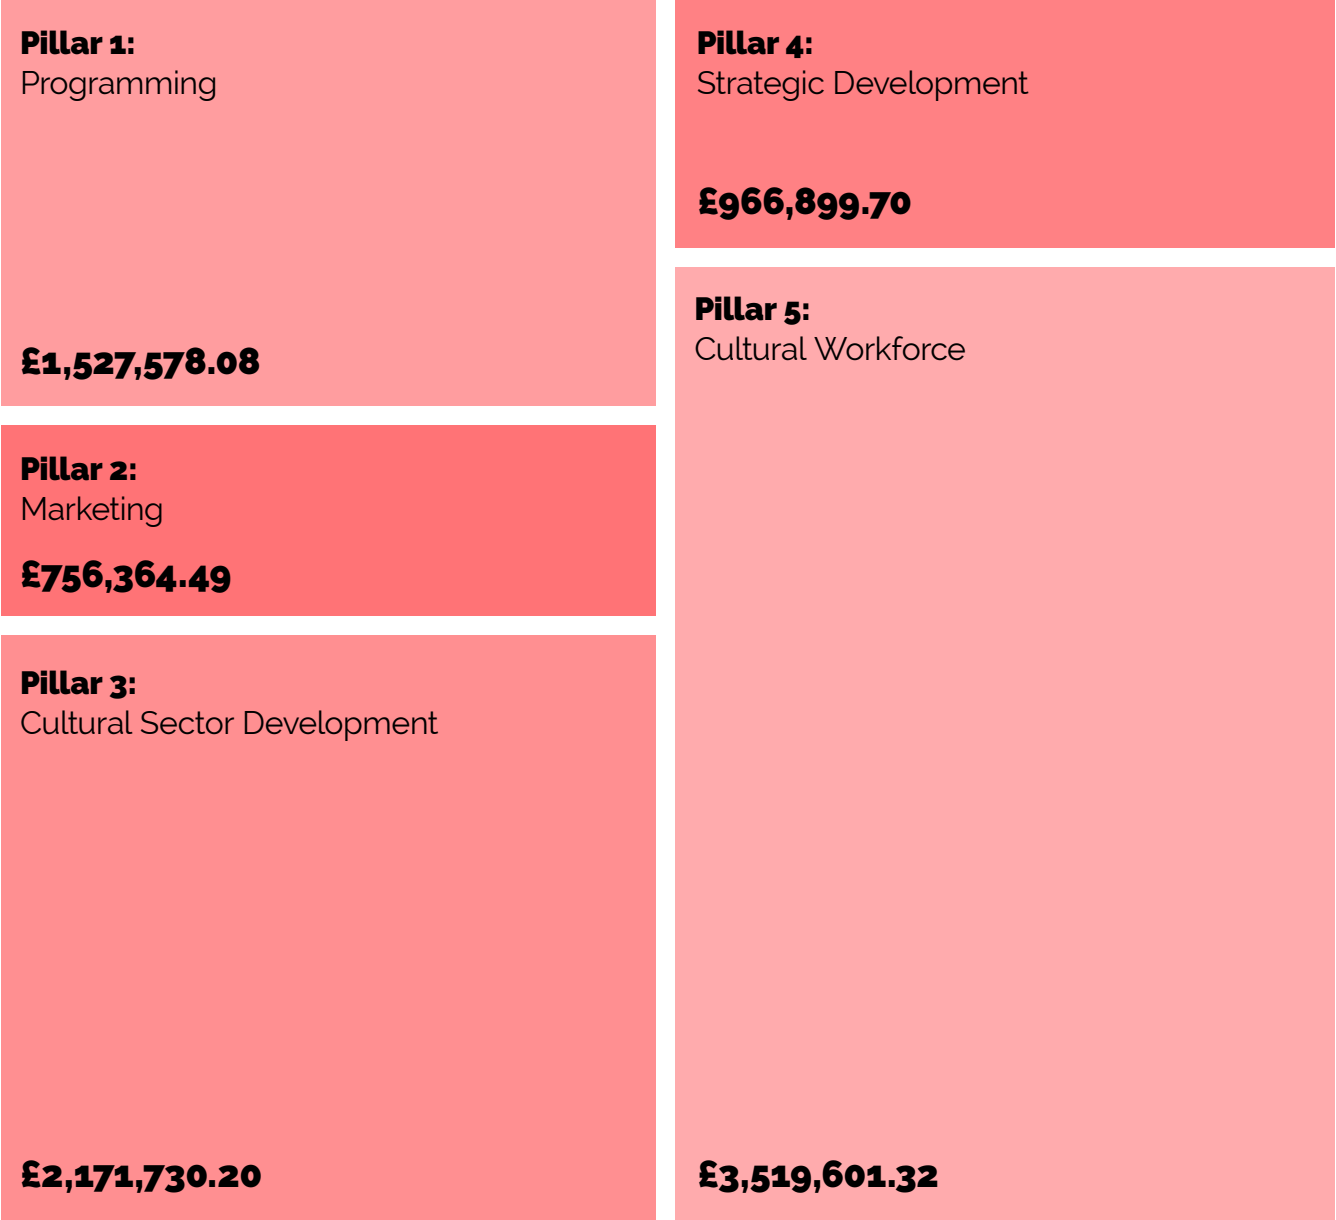 Pillar 1:
Programming
£1,527,578.08
Pillar 2:
Marketing
£756,364.49
Pillar 3:
Cultural Sector Development
£2,171,730.20
Pillar 4:
Strategic Development
£966,899.70
Pillar 5:
Cultural Workforce
£3,519,601.32